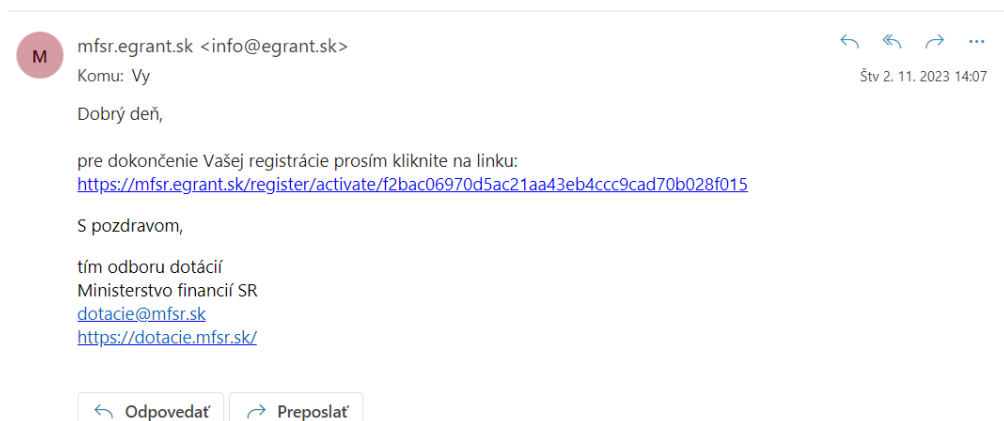 M
mfsr.egrant.sk <info@egrant.sk>
Komu: Vy
Štv 2. 11. 2023 14:07
Dobrý deň,
pre dokončenie Vašej registrácie prosím kliknite na linku:
https://mfsr.egrant.sk/register/activate/f2bac06970d5ac21aa43eb4ccc9cad70b028f015
S pozdravom,
tím odboru dotácií
Ministerstvo financií SR
dotacie@mfsr.sk
https://dotacie.mfsr.sk/
Odpovedať Preposlať